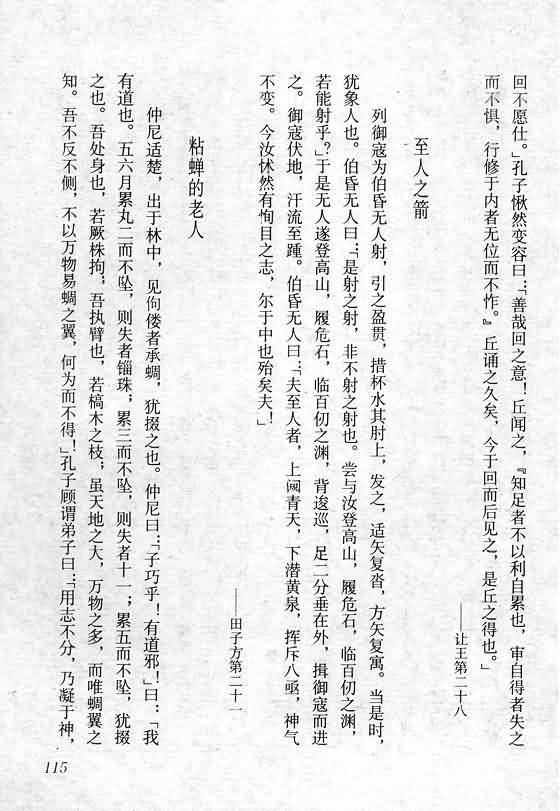 回不愿仕。」孔子愀然变容曰：「善哉回之意！丘闻之，『知足者不以利自累也，审自得者失之
而不惧，行修于内者无位而不怍。』丘诵之久矣，今于回而后见之，是丘之得也。」
——让王第二十八
至人之箭
列御寇为伯昏无人射，引之盈贯，措杯水其肘上，发之，适矢复沓，方矢复寓。当是时，
犹象人也。伯昏无人曰：「是射之射，非不射之射也。尝与汝登高山，履危石，临百仞之渊，
若能射乎？」于是无人遂登高山，履危石，临百仞之渊，背逡巡，足二分垂在外，揖御寇而进
之。御寇伏地，汗流至踵。伯昏无人曰：「夫至人者，上阚青天，下潜黄泉，挥斥八亟，神气
不变。今汝怵然有恂目之志，尔于中也殆矣夫！」
——田子方第二十一
粘蝉的老人
仲尼适楚，出于林中，见佝偻者承蜩，犹掇之也。仲尼曰：「子巧乎！有道邪！」曰：「我
有道也。五六月累丸二而不坠，则失者锱珠；累三而不坠，则失者十一；累五而不坠，犹掇
之也。吾处身也，若厥株拘；吾执臂也，若槁木之枝；虽天地之大，万物之多，而唯蜩翼之
知。吾不反不侧，不以万物易蜩之翼，何为而不得！」孔子顾谓弟子曰：「用志不分，乃凝于神，
115